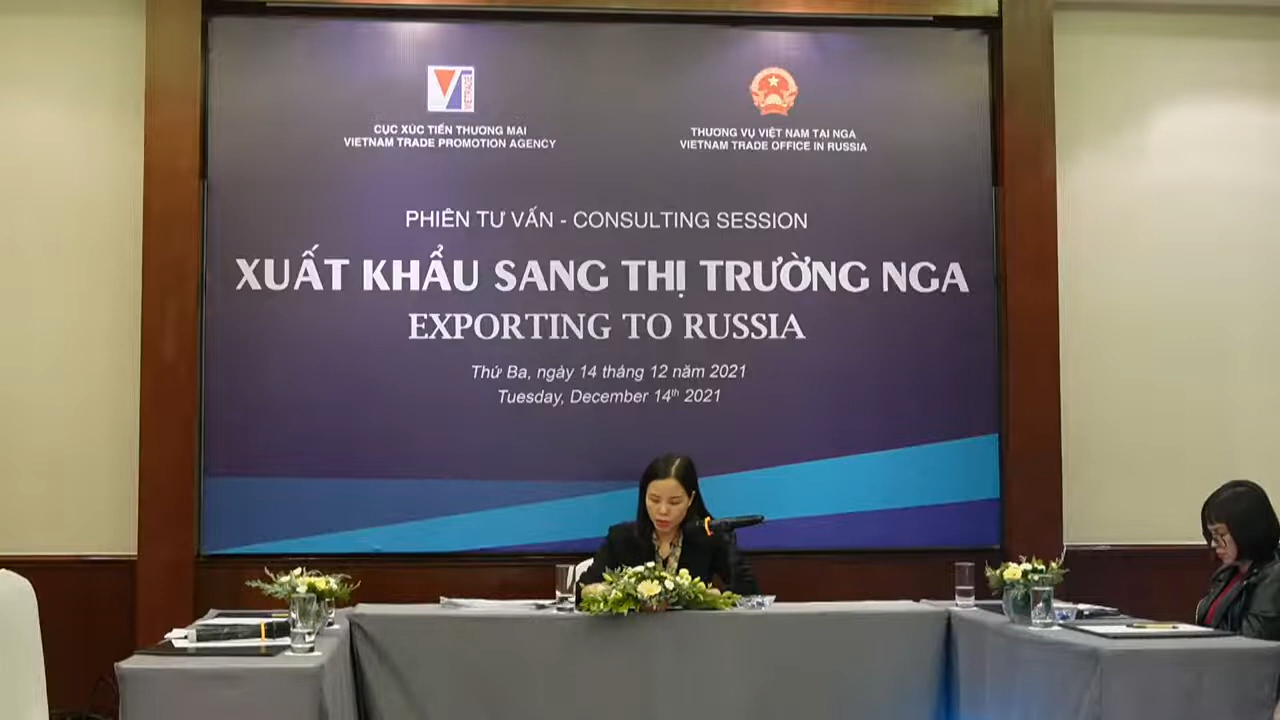 VIETRADE
CỤC XÚC TIẾN THƯƠNG MẠI
VIETNAM TRADE PROMOTION AGENCY
THƯƠNG VỤ VIỆT NAM TẠI NGA
VIETNAM TRADE OFFICE IN RUSSIA
PHIÊN TƯ VẤN - CONSULTING SESSION
XUẤT KHẨU SANG THỊ TRƯỜNG NGA
EXPORTING TO RUSSIA
Thứ Ba, ngày 14 tháng 12 năm 2021
Tuesday, December 14th 2021